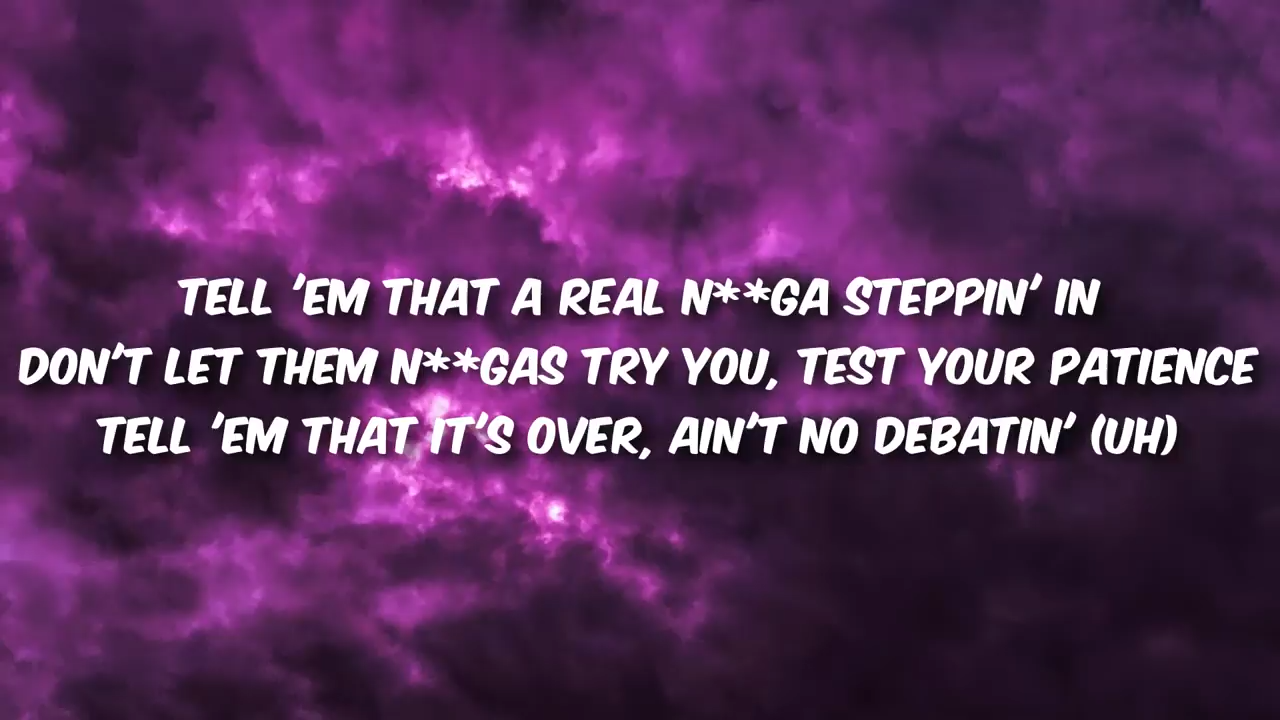 TELL 'EM THAT A REAL N**GA STEPPIN' IN
DON'T LET THEM N**GAS TRY YOU, TEST YOUR PATIENCE
TELL 'EM THAT IT'S OVER, AIN'T NO DEBATIN' (UH)